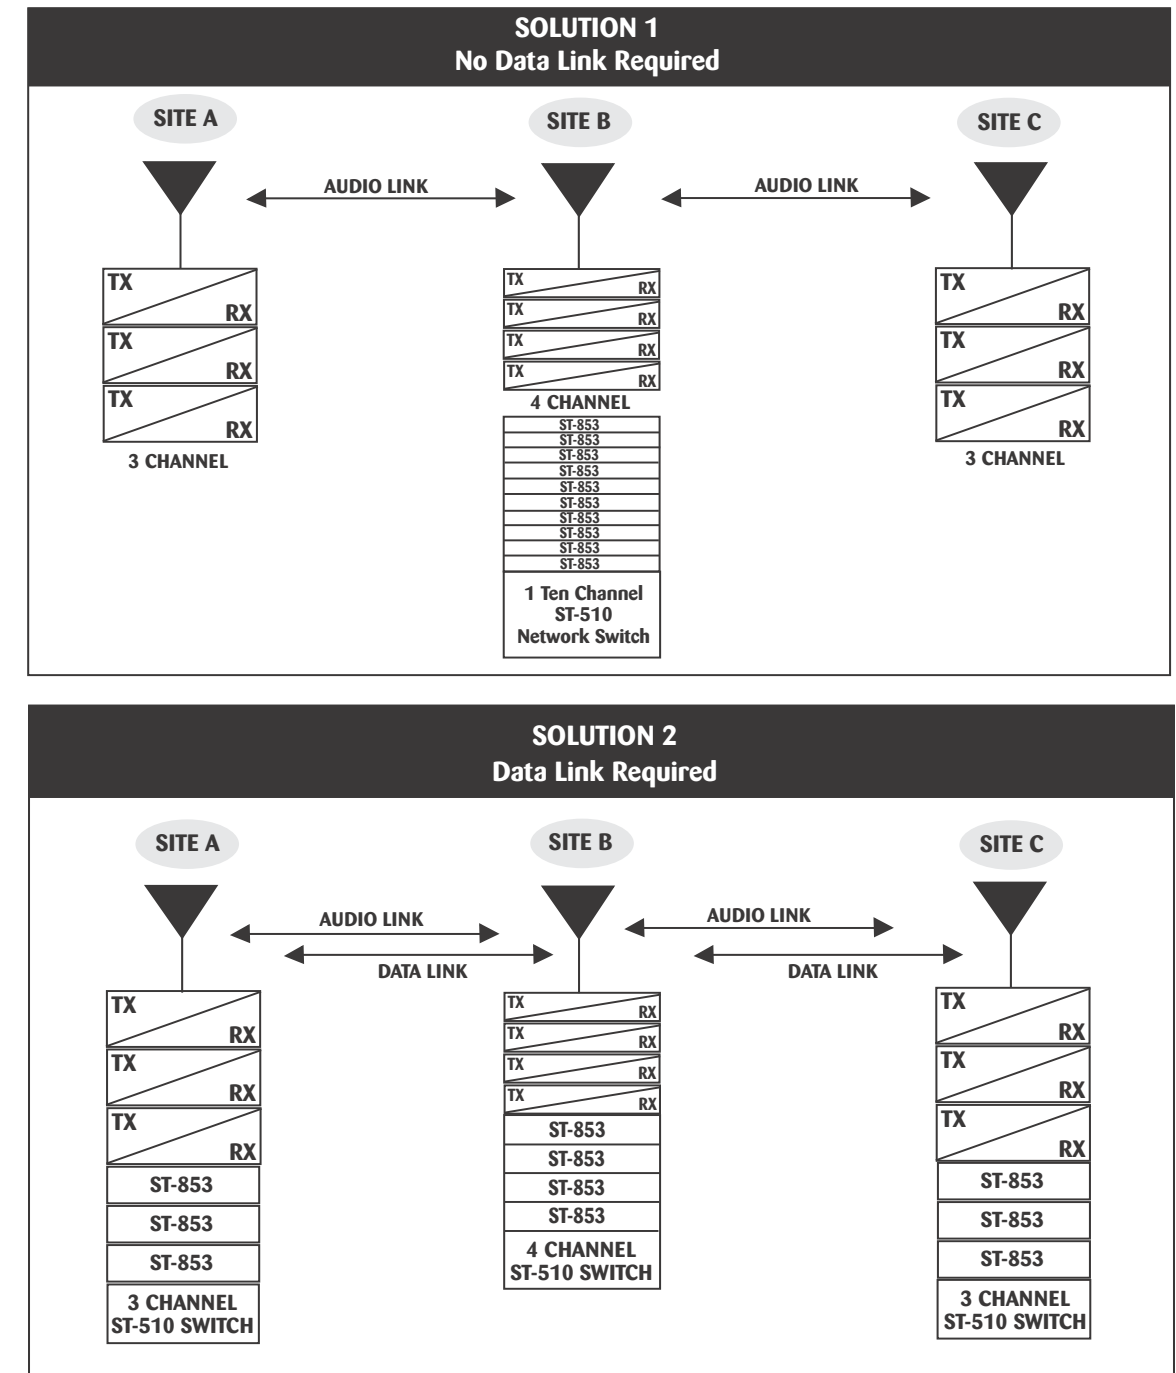 SOLUTION 1
No Data Link Required
SITE A
SITE B
SITE C
AUDIO LINK
AUDIO LINK
TX
RX
TX
RX
TX
RX
3 CHANNEL
TX
RX
TX
RX
TX
RX
TX
RX
4 CHANNEL
ST-853
ST-853
ST-853
ST-853
ST-853
ST-853
ST-853
ST-853
ST-853
ST-853
1 Ten Channel
ST-510
Network Switch
TX
RX
TX
RX
TX
RX
3 CHANNEL
SOLUTION 2
Data Link Required
SITE A
SITE B
SITE C
AUDIO LINK
DATA LINK
AUDIO LINK
DATA LINK
TX
RX
TX
RX
TX
RX
ST-853
ST-853
ST-853
3 CHANNEL
ST-510 SWITCH
TX
RX
TX
RX
TX
RX
TX
RX
ST-853
ST-853
ST-853
ST-853
4 CHANNEL
ST-510 SWITCH
TX
RX
TX
RX
TX
RX
ST-853
ST-853
ST-853
3 CHANNEL
ST-510 SWITCH